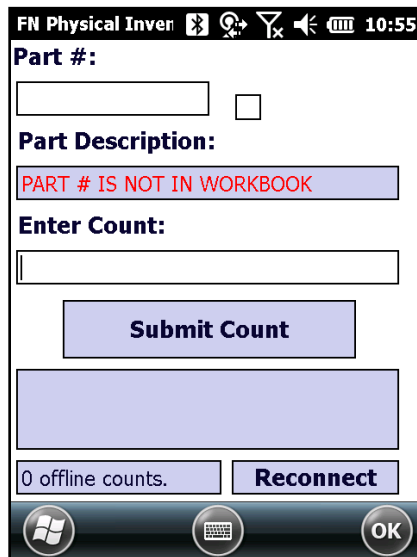 FN Physical Inver 10:55
Part #:
Part Description:
PART # IS NOT IN WORKBOOK
Enter Count:
Submit Count
0 offline counts. Reconnect
OK